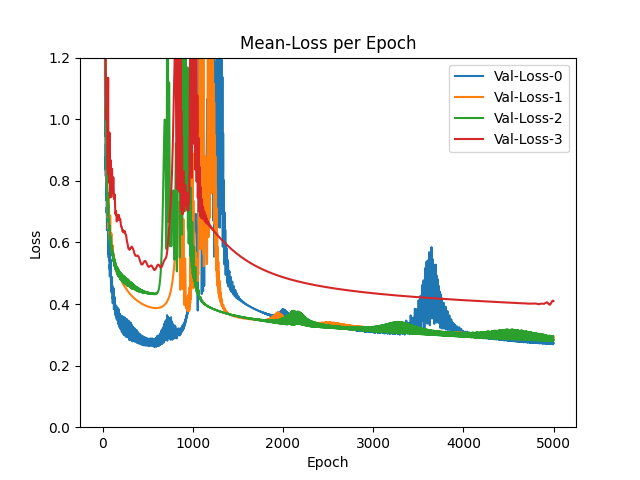 Mean-Loss per Epoch
1.2
1.0
0.8
0.6
0.4
0.2
0.0
Loss
Val-Loss-0
Val-Loss-1
Val-Loss-2
Val-Loss-3
0 1000 2000 3000 4000 5000
Epoch